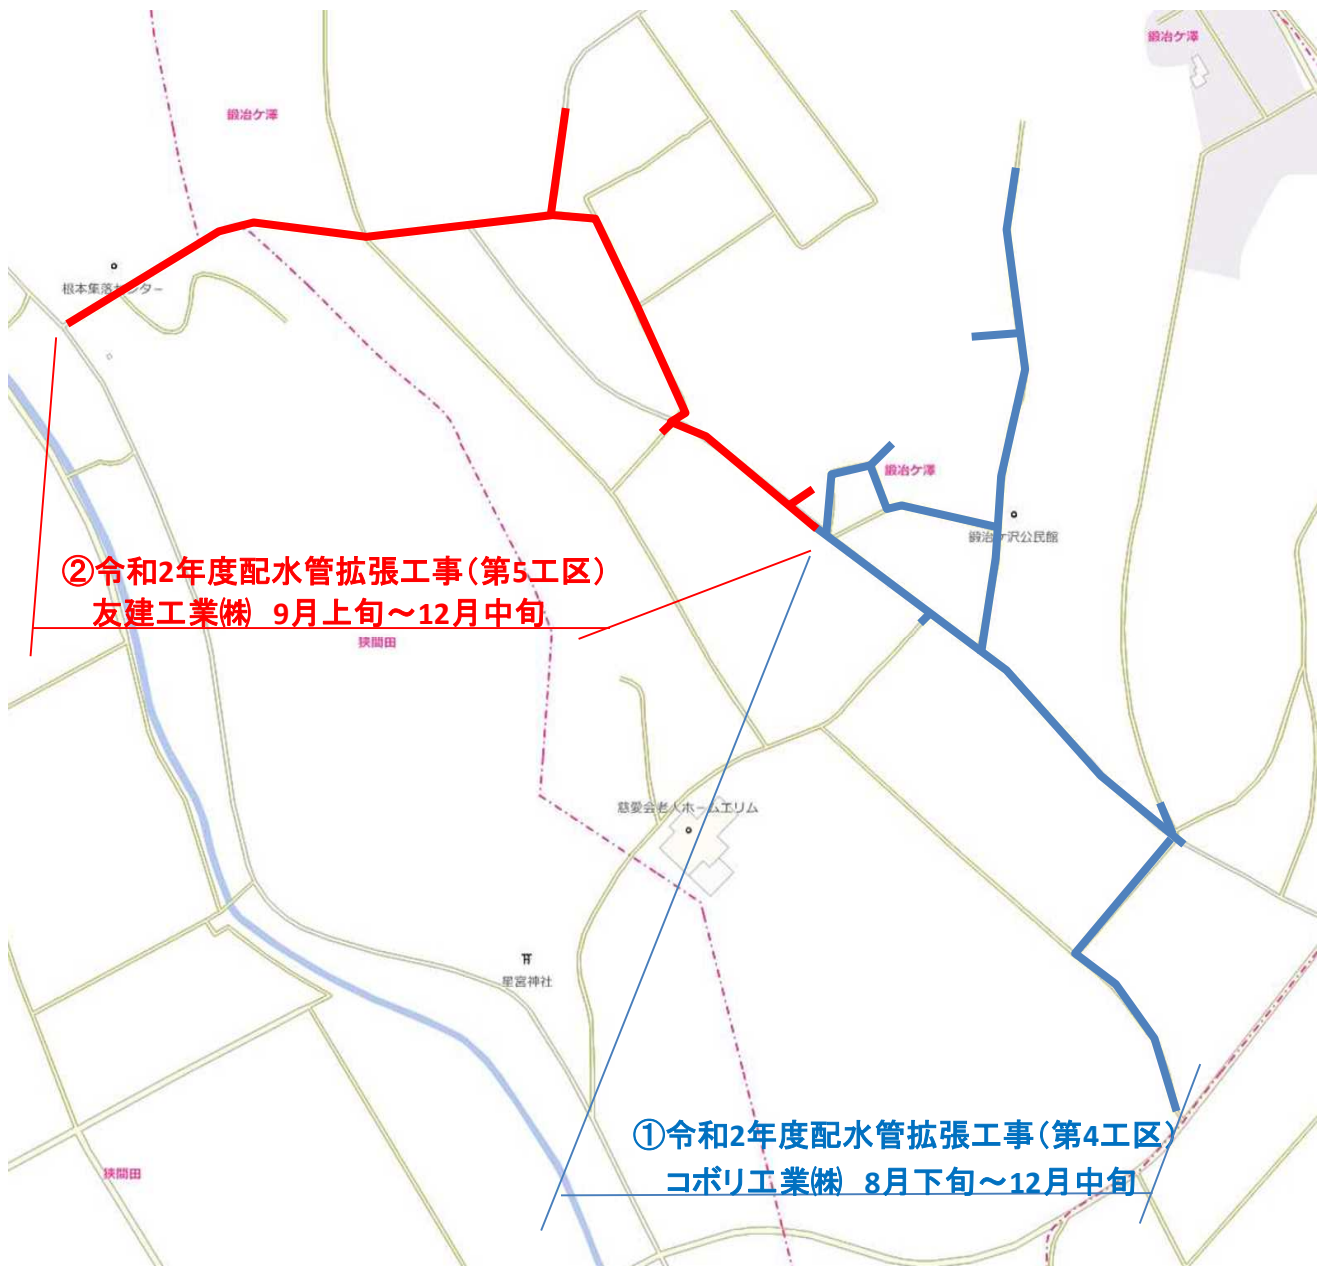 鍛冶ケ澤
鍛冶ケ澤
根本集落センター
鍛冶ケ澤
鍛冶ケ沢公民館
②令和2年度配水管拡張工事（第5工区）
友建工業㈱ 9月上旬～12月中旬
狭間田
慈愛会老人ホームエリム
星宮神社
①令和2年度配水管拡張工事（第4工区）
コボリ工業㈱ 8月下旬～12月中旬
狭間田